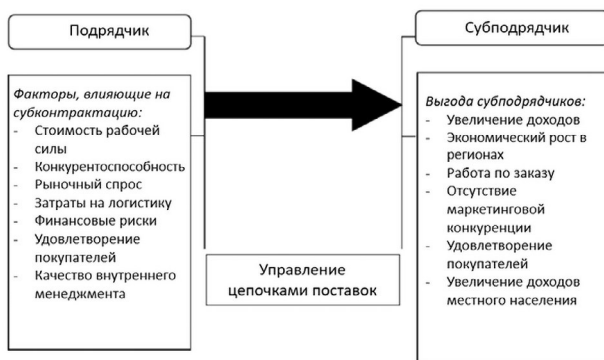 Подрядчик
Факторы, влияющие на
субконтрактацию:
- Стоимость рабочей
силы
- Конкурентоспособность
- Рыночный спрос
- Затраты на логистику
- Финансовые риски
- Удовлетворение
покупателей
- Качество внутреннего
менеджмента
Управление
цепочками поставок
Субподрядчик
Выгода субподрядчиков:
- Увеличение доходов
- Экономический рост в
регионах
- Работа по заказу
- Отсутствие
маркетинговой
конкуренции
- Удовлетворение
покупателей
- Увеличение доходов
местного населения